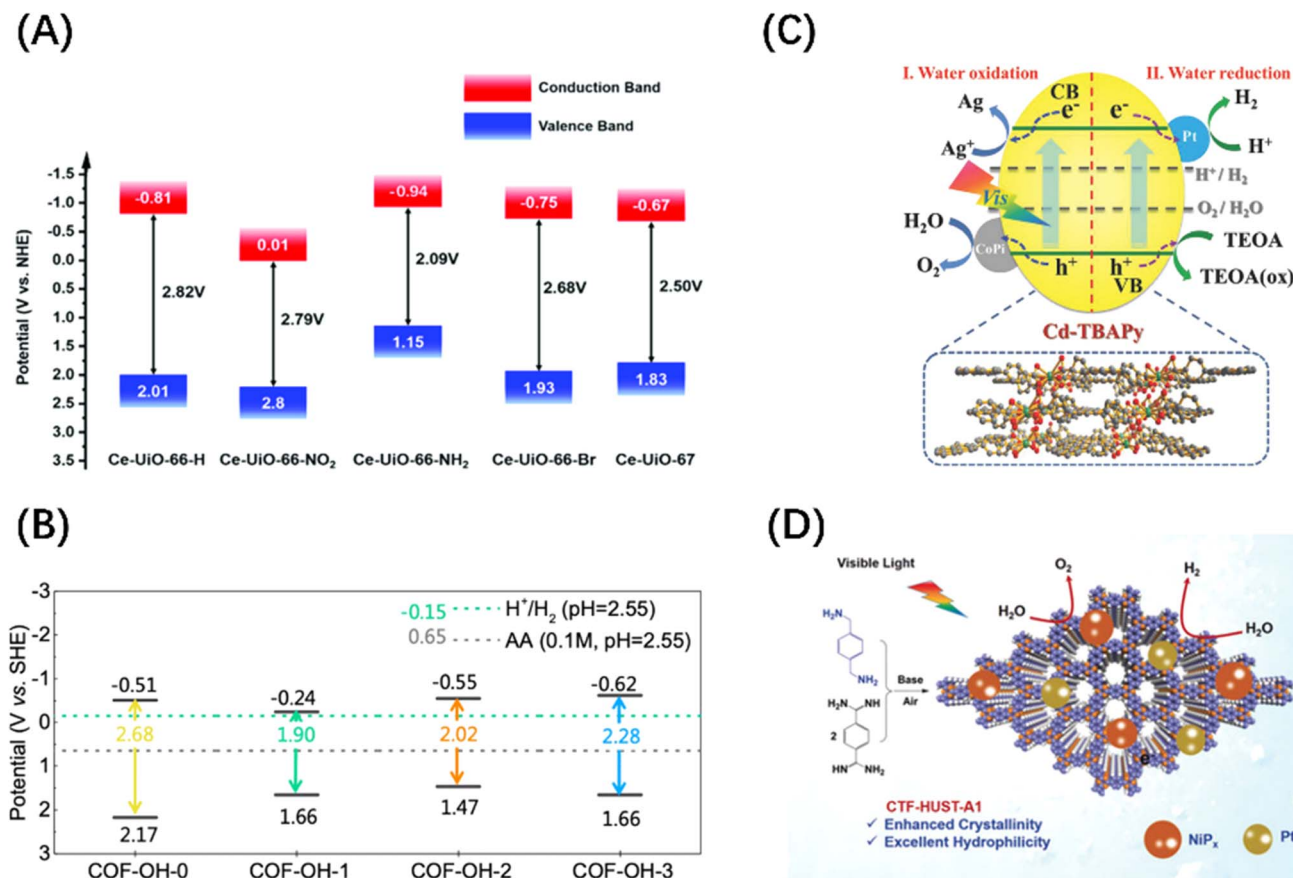 (A)
Conduction Band
Valence Band
Potential (V vs. NHE)
-1.5
-1.0
-0.5
0.0
0.5
1.0
1.5
2.0
2.5
3.0
3.5
-0.81
0.01
-0.94
-0.75
-0.67
2.82V
2.79V
2.09V
2.68V
2.50V
2.01
2.8
1.15
1.93
1.83
Ce-UiO-66-H
Ce-UiO-66-NO₂
Ce-UiO-66-NH₂
Ce-UiO-66-Br
Ce-UiO-67
(B)
Potential (V vs. SHE)
-3
-2
-1
0
1
2
3
-0.15 H⁺/H₂ (pH=2.55)
0.65 AA (0.1M, pH=2.55)
-0.51
-0.24
-0.55
-0.62
2.68
1.90
2.02
2.28
2.17
1.66
1.47
1.66
COF-OH-0
COF-OH-1
COF-OH-2
COF-OH-3
(C)
I. Water oxidation
II. Water reduction
CB
Ag
Ag⁺
e⁻
e⁻
Pt
H₂
H⁺
H⁺/ H₂
O₂/ H₂O
Vis
H₂O
O₂
CoPi
h⁺
h⁺
VB
TEOA
TEOA(ox)
Cd-TBAPy
(D)
Visible Light
O₂
H₂
H₂O
H₂O
H₂N
NH₂
Base
Air
H₂N
NH
2
HN
NH₂
e
CTF-HUST-A1
✓ Enhanced Crystallinity
✓ Excellent Hydrophilicity
NiPₓ
Pt